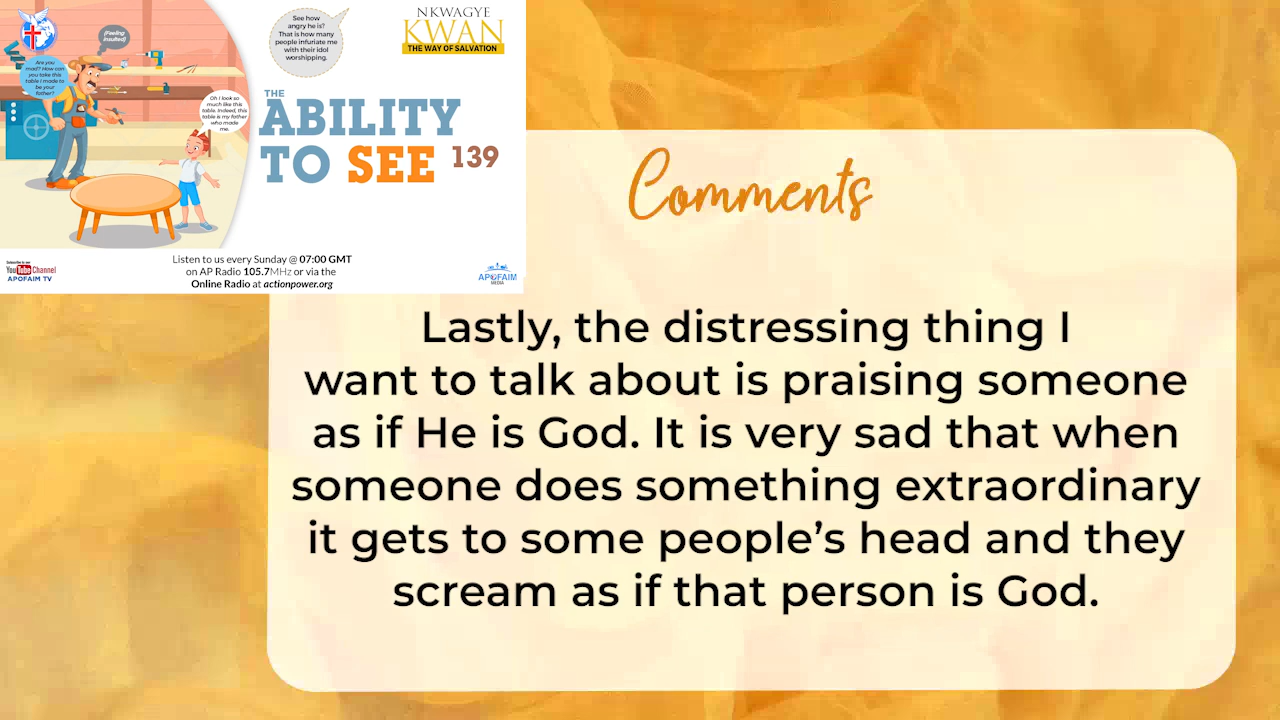 (Feeling
insulted)
Are you
mad? How can
you take this
table I made to
be your
father?
Oh I look so
much like this
table. Indeed, this
table is my father
who made
me.
See how
angry he is?
That is how many
people infuriate me
with their idol
worshipping.
NKWAGYE
KWAN
THE WAY OF SALVATION
THE
ABILITY
TO SEE 139
YouTube Channel
APOFAIM TV
Listen to us every Sunday @ 07:00 GMT
on AP Radio 105.7MHz or via the
Online Radio at actionpower.org
APOFAIM
MEDIA
Comments
Lastly, the distressing thing I
want to talk about is praising someone
as if He is God. It is very sad that when
someone does something extraordinary
it gets to some people’s head and they
scream as if that person is God.